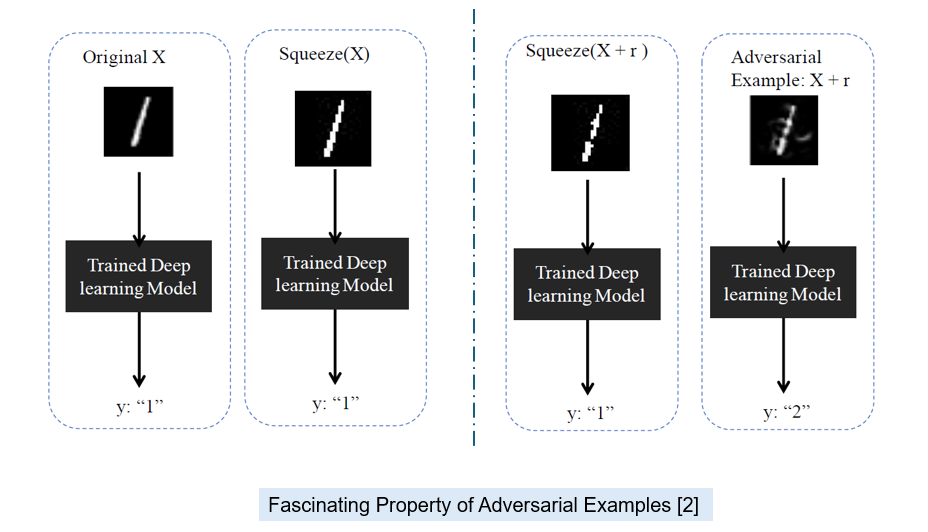 Original X
Trained Deep
learning Model
y: “1”
Squeeze(X)
Trained Deep
learning Model
y: “1”
Squeeze(X + r )
Trained Deep
learning Model
y: “1”
Adversarial
Example: X + r
Trained Deep
learning Model
y: “2”
Fascinating Property of Adversarial Examples [2]